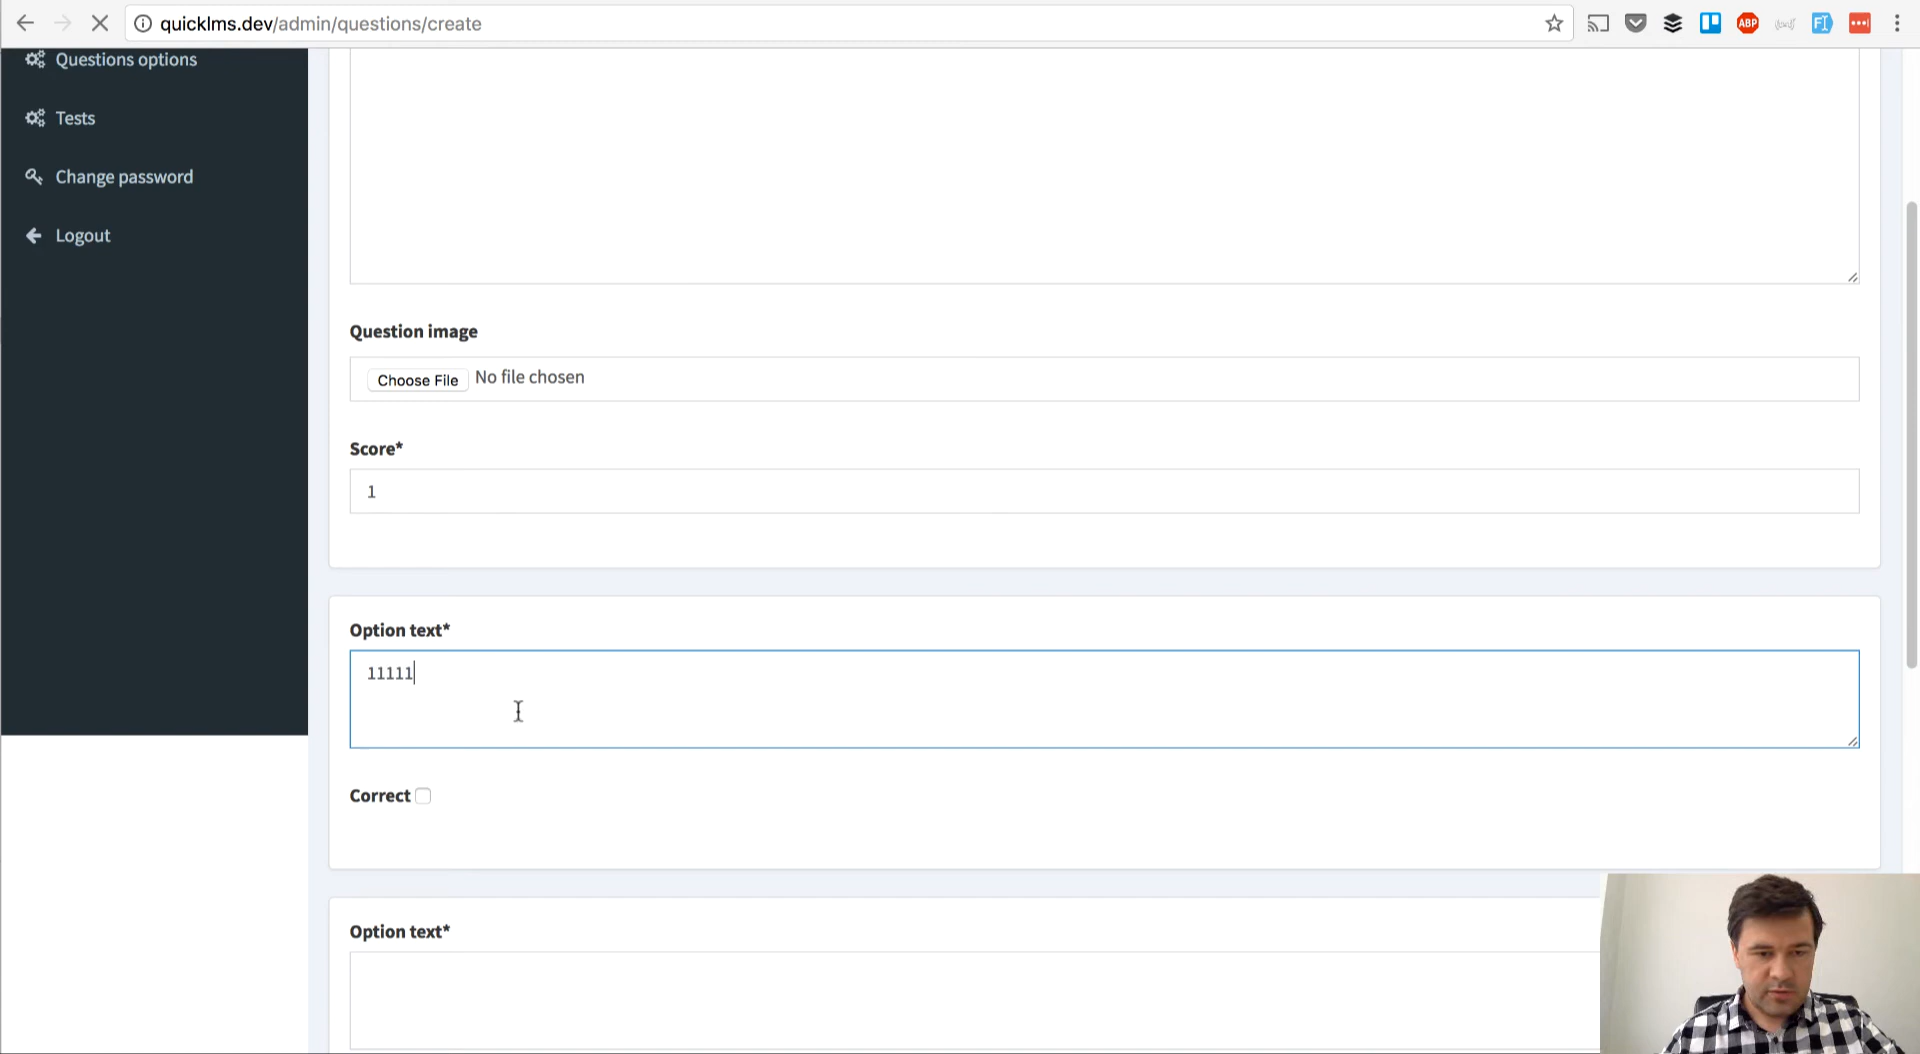 quicklms.dev/admin/questions/create
ABP
Questions options
Tests
Change password
Logout
Question image
Choose File No file chosen
Score*
1
Option text*
11111
Correct
Option text*